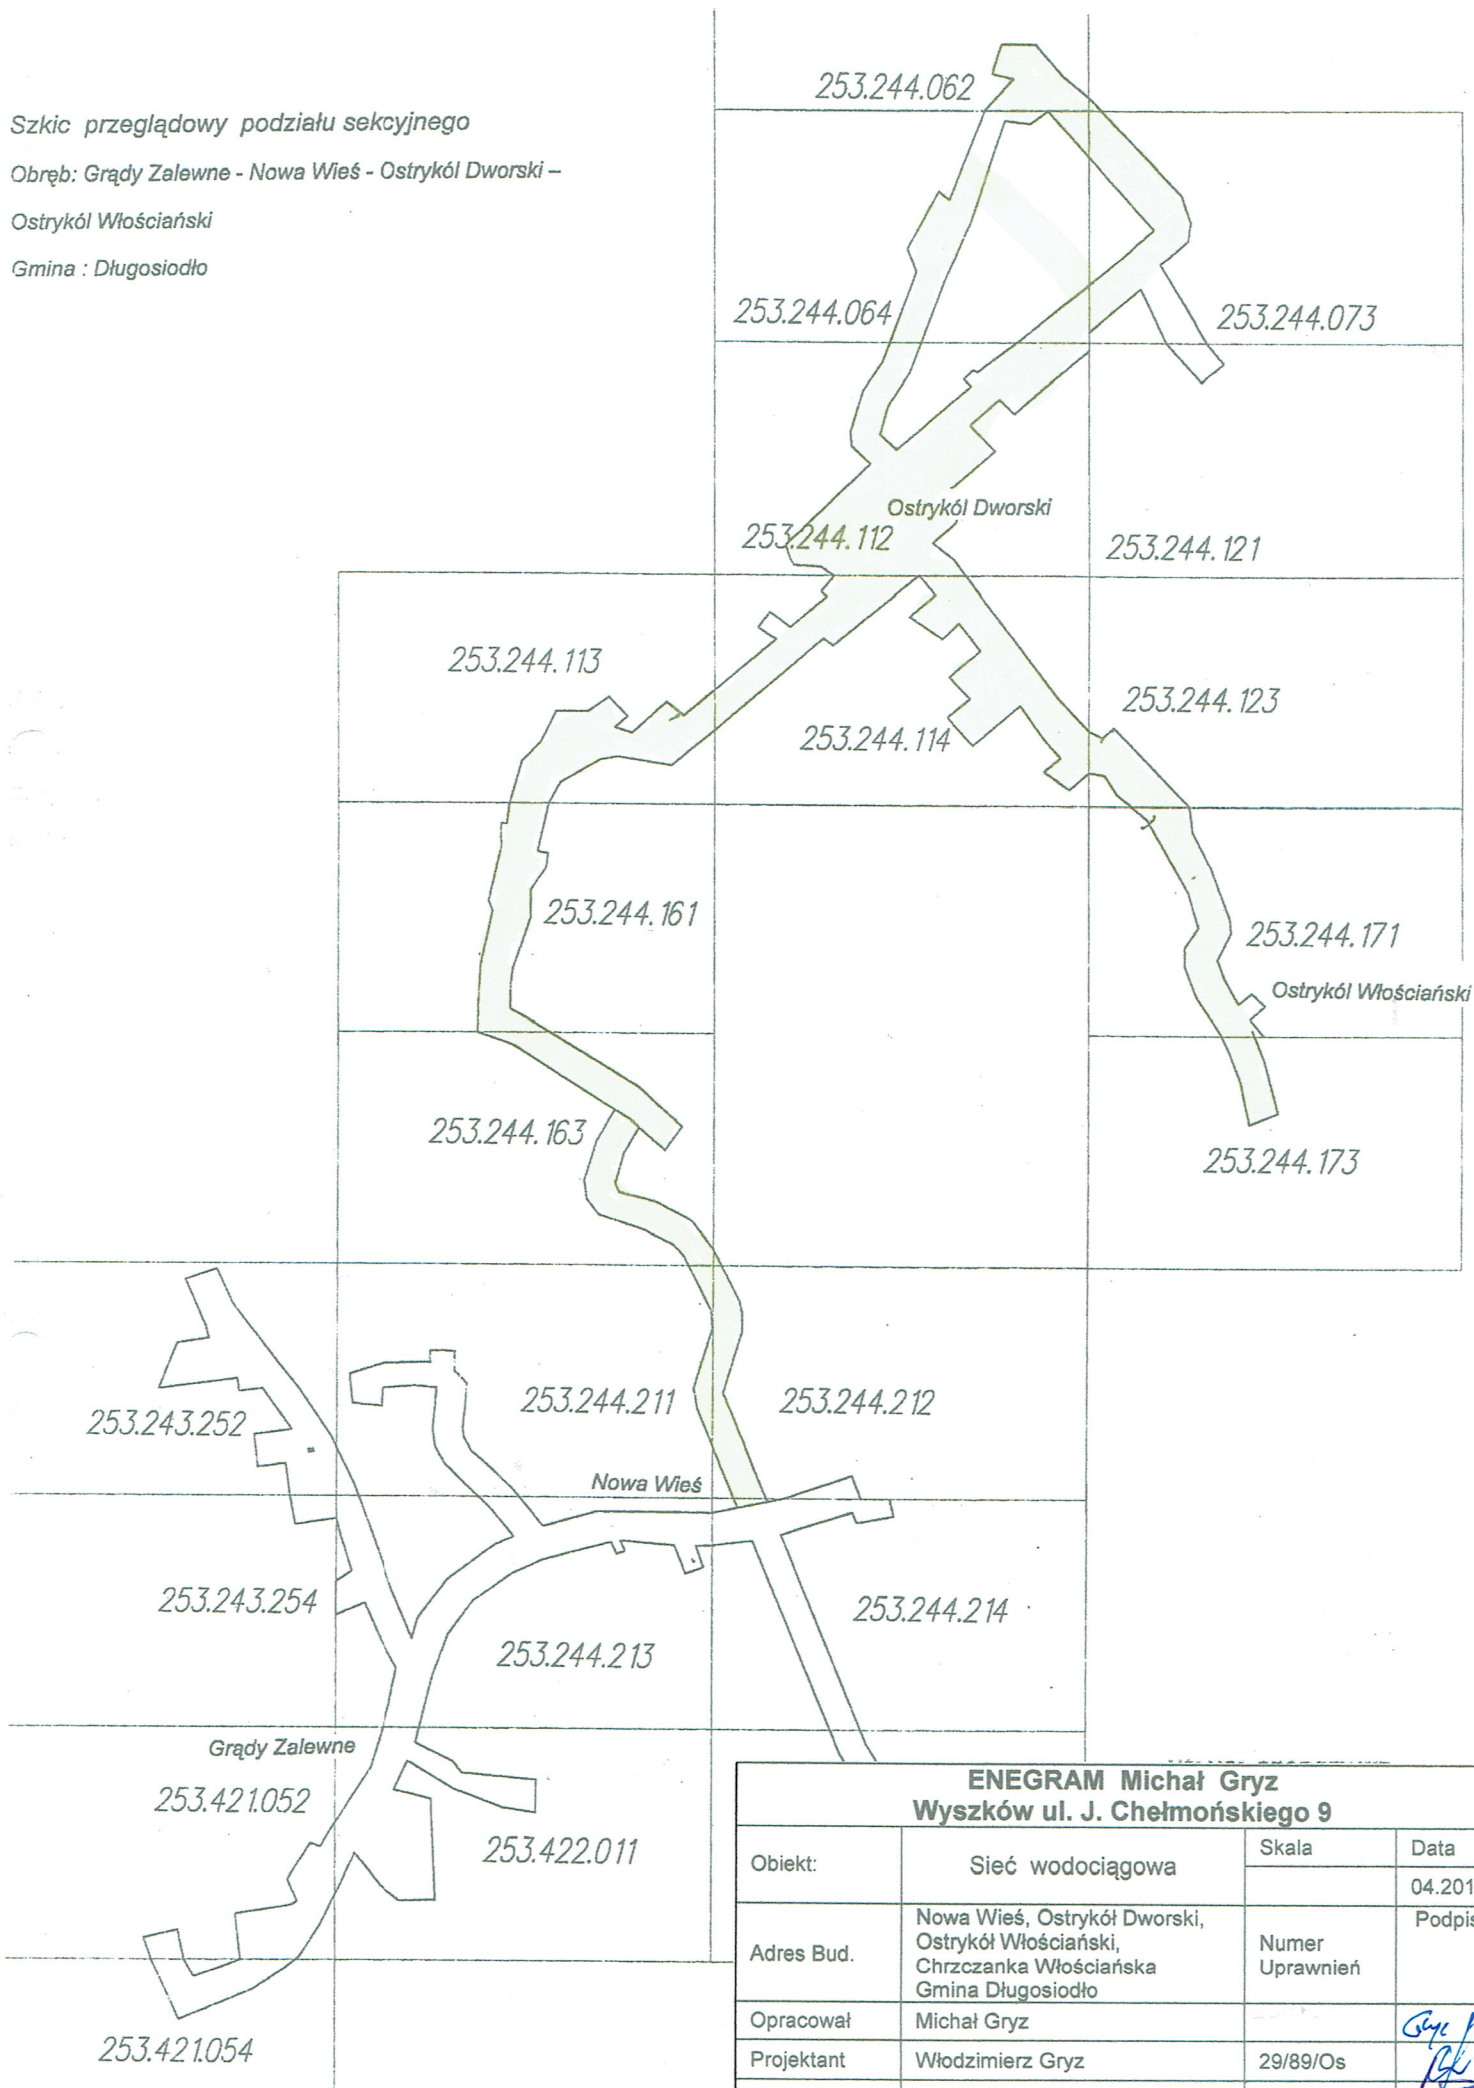 Szkic przeglądowy podziału sekcyjnego
Obręb: Grądy Zalewne - Nowa Wieś - Ostrykól Dworski –
Ostrykól Włościański
Gmina : Długosiodło
253.244.062
253.244.064
253.244.073
Ostrykól Dworski
253.244.112
253.244.121
253.244.113
253.244.123
253.244.114
253.244.161
253.244.171
Ostrykól Włościański
253.244.163
253.244.173
253.243.252
253.244.211
253.244.212
Nowa Wieś
253.243.254
253.244.214
253.244.213
Grądy Zalewne
253.421.052
253.422.011
253.421.054
ENEGRAM Michał Gryz
Wyszków ul. J. Chełmońskiego 9
Obiekt:
Sieć wodociągowa
Skala
Data
04.201
Adres Bud.
Nowa Wieś, Ostrykół Dworski,
Ostrykół Włościański,
Chrzczanka Włościańska
Gmina Długosiodło
Numer
Uprawnień
Podpis
Opracował
Michał Gryz
Projektant
Włodzimierz Gryz
29/89/Os